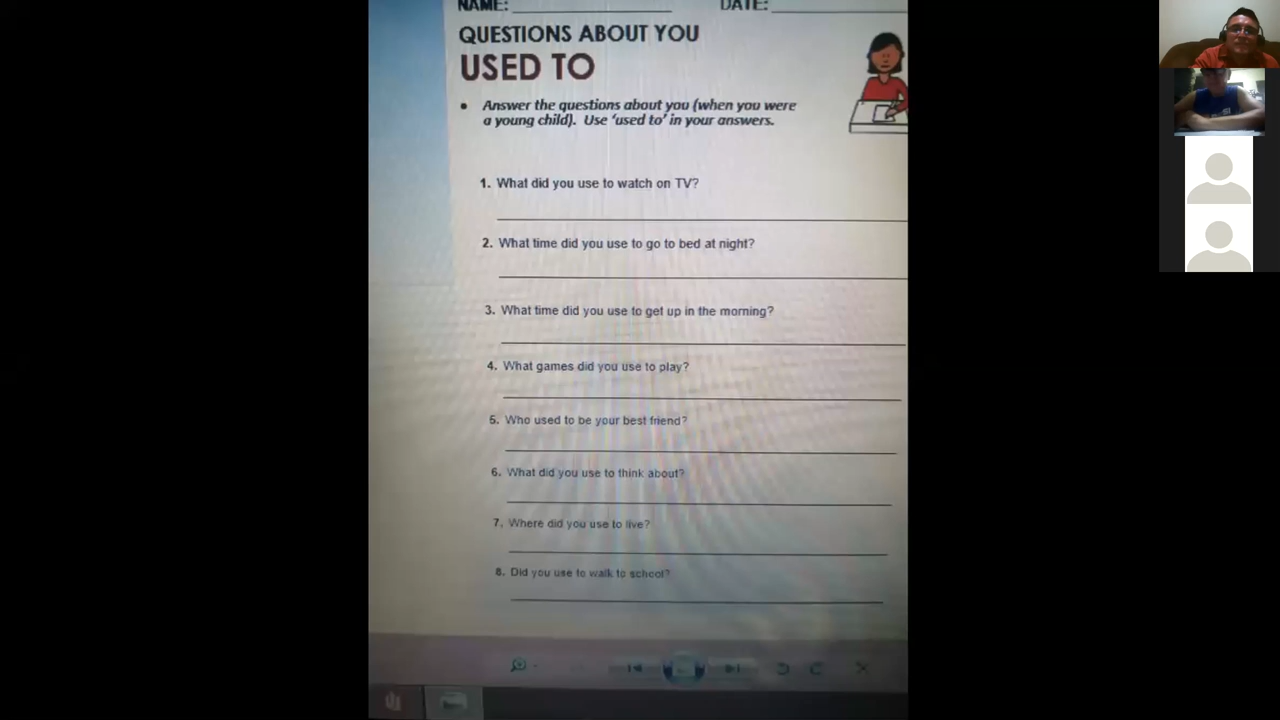 NAME: DATE:
QUESTIONS ABOUT YOU
USED TO
• Answer the questions about you (when you were
a young child). Use 'used to' in your answers.
1. What did you use to watch on TV?
2. What time did you use to go to bed at night?
3. What time did you use to get up in the morning?
4. What games did you use to play?
5. Who used to be your best friend?
6. What did you use to think about?
7. Where did you use to live?
8. Did you use to walk to school?